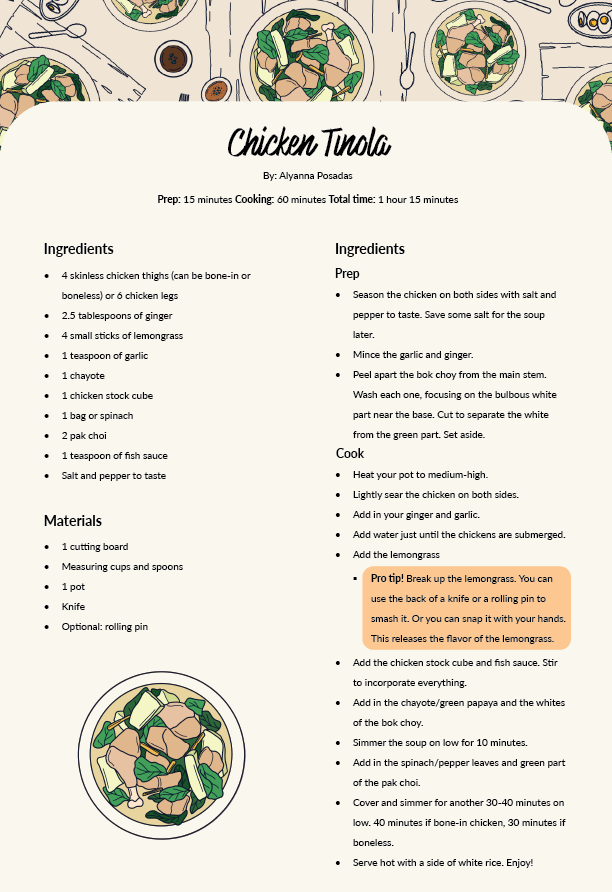 Chicken Tinola
By: Alyanna Posadas
Prep: 15 minutes Cooking: 60 minutes Total time: 1 hour 15 minutes
Ingredients
• 4 skinless chicken thighs (can be bone-in or
boneless) or 6 chicken legs
• 2.5 tablespoons of ginger
• 4 small sticks of lemongrass
• 1 teaspoon of garlic
• 1 chayote
• 1 chicken stock cube
• 1 bag or spinach
• 2 pak choi
• 1 teaspoon of fish sauce
• Salt and pepper to taste
Materials
• 1 cutting board
• Measuring cups and spoons
• 1 pot
• Knife
• Optional: rolling pin
Ingredients
Prep
• Season the chicken on both sides with salt and
pepper to taste. Save some salt for the soup
later.
• Mince the garlic and ginger.
• Peel apart the bok choy from the main stem.
Wash each one, focusing on the bulbous white
part near the base. Cut to separate the white
from the green part. Set aside.
Cook
• Heat your pot to medium-high.
• Lightly sear the chicken on both sides.
• Add in your ginger and garlic.
• Add water just until the chickens are submerged.
• Add the lemongrass
▪ Pro tip! Break up the lemongrass. You can
use the back of a knife or a rolling pin to
smash it. Or you can snap it with your hands.
This releases the flavor of the lemongrass.
• Add the chicken stock cube and fish sauce. Stir
to incorporate everything.
• Add in the chayote/green papaya and the whites
of the bok choy.
• Simmer the soup on low for 10 minutes.
• Add in the spinach/pepper leaves and green part
of the pak choi.
• Cover and simmer for another 30-40 minutes on
low. 40 minutes if bone-in chicken, 30 minutes if
boneless.
• Serve hot with a side of white rice. Enjoy!